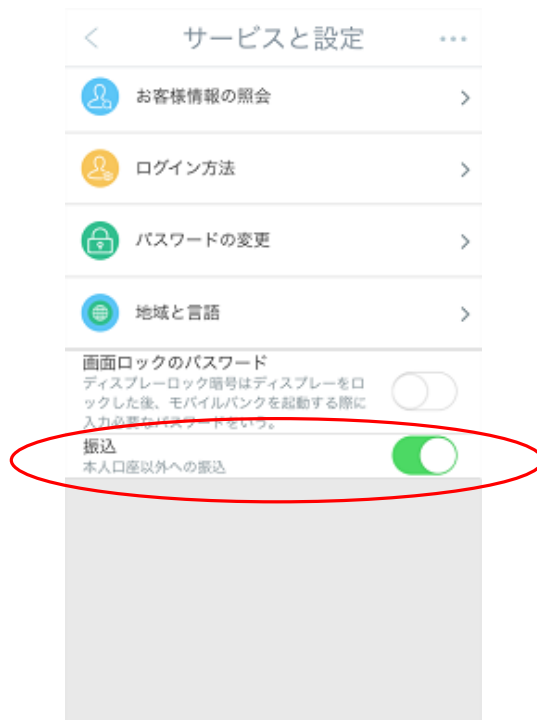 サービスと設定
お客様情報の照会
ログイン方法
パスワードの変更
地域と言語
画面ロックのパスワード
ディスプレーロック暗号はディスプレーをロ
ックした後、モバイルバンクを起動する際に
入力必要なパスワードをいう。
振込
本人口座以外への振込